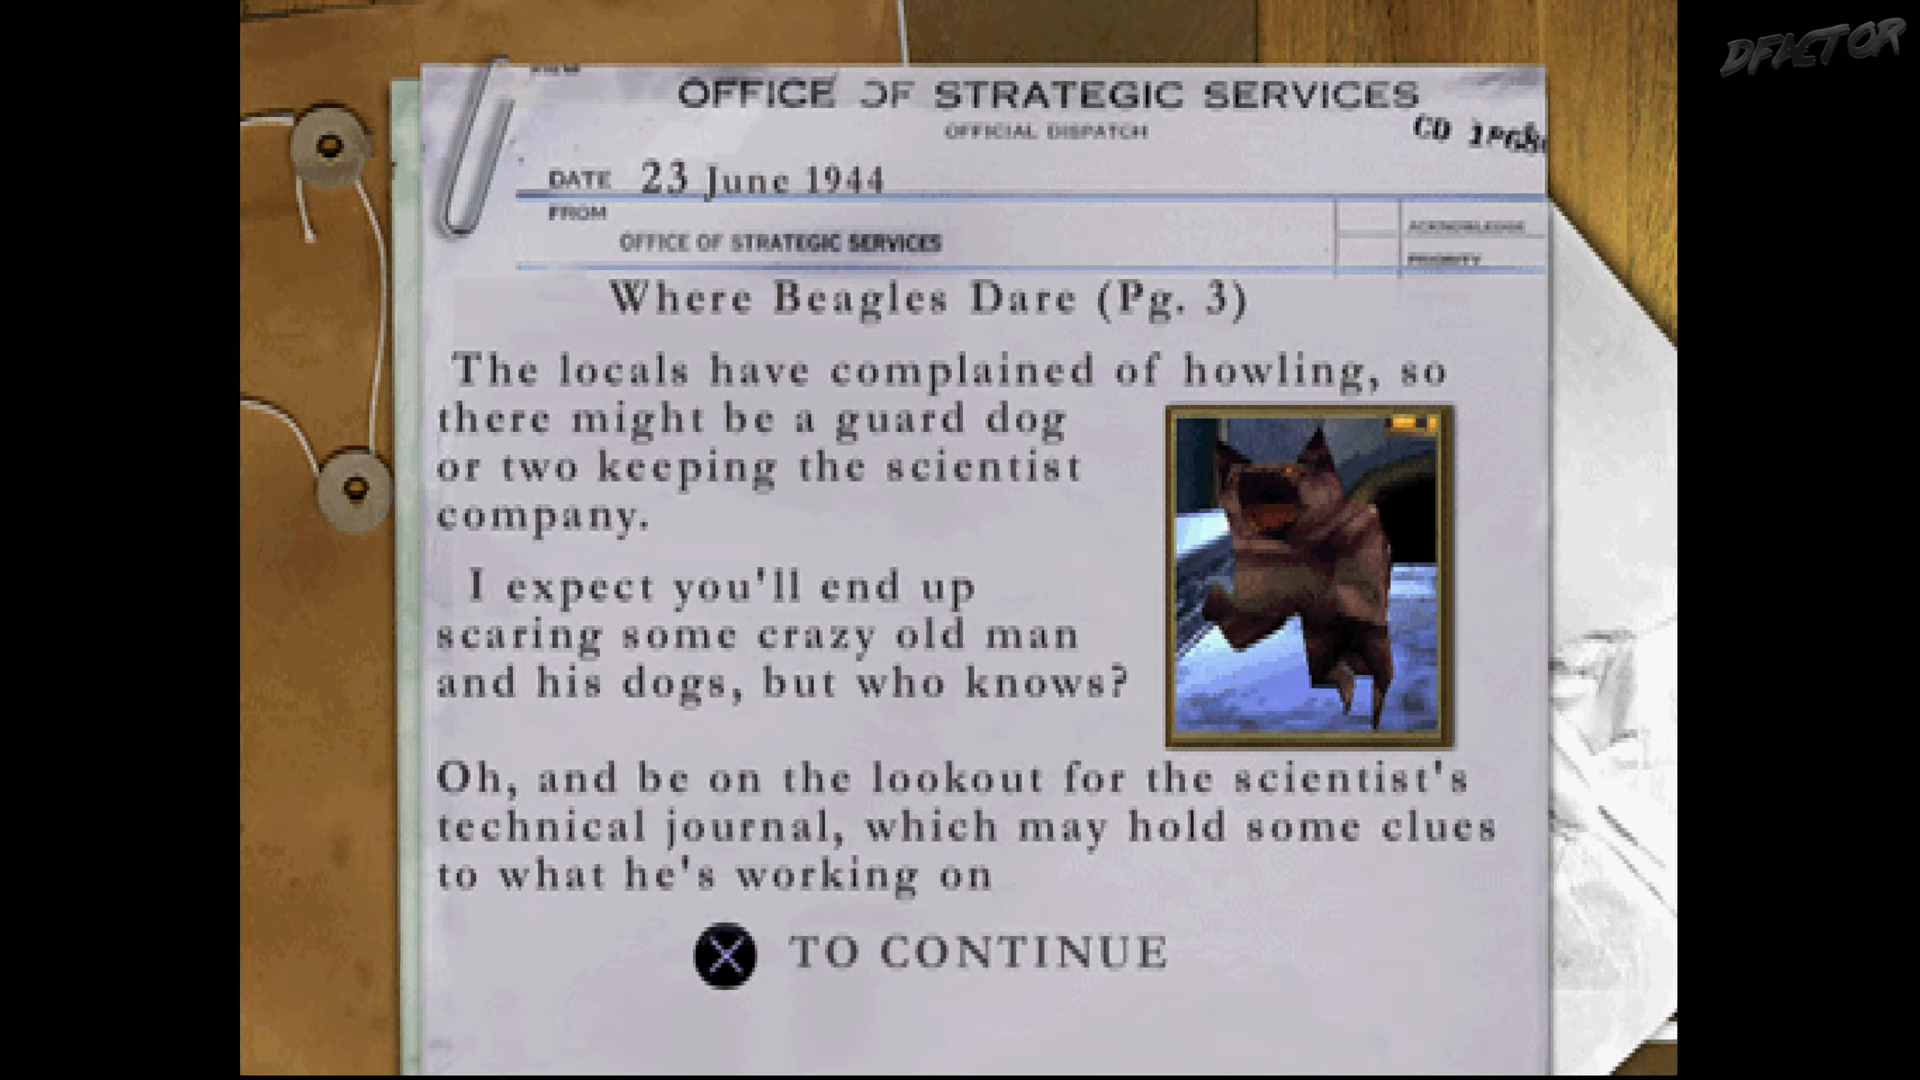 DFACTOR
OFFICE OF STRATEGIC SERVICES
OFFICIAL DISPATCH
DATE 23 June 1944
FROM
ACKNOWLEDGE
OFFICE OF STRATEGIC SERVICES
PRIORITY
Where Beagles Dare (Pg. 3)
The locals have complained of howling, so
there might be a guard dog
or two keeping the scientist
company.
I expect you'll end up
scaring some crazy old man
and his dogs, but who knows?
Oh, and be on the lookout for the scientist's
technical journal, which may hold some clues
to what he's working on
X TO CONTINUE